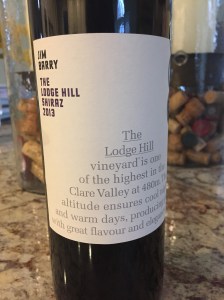 JIM
BARRY
THE
LODGE HILL
SHIRAZ
2013
The
Lodge Hill
vineyard is one
of the highest in the
Clare Valley at 480m. 
altitude ensures cool
and warm days,
with great flavour and